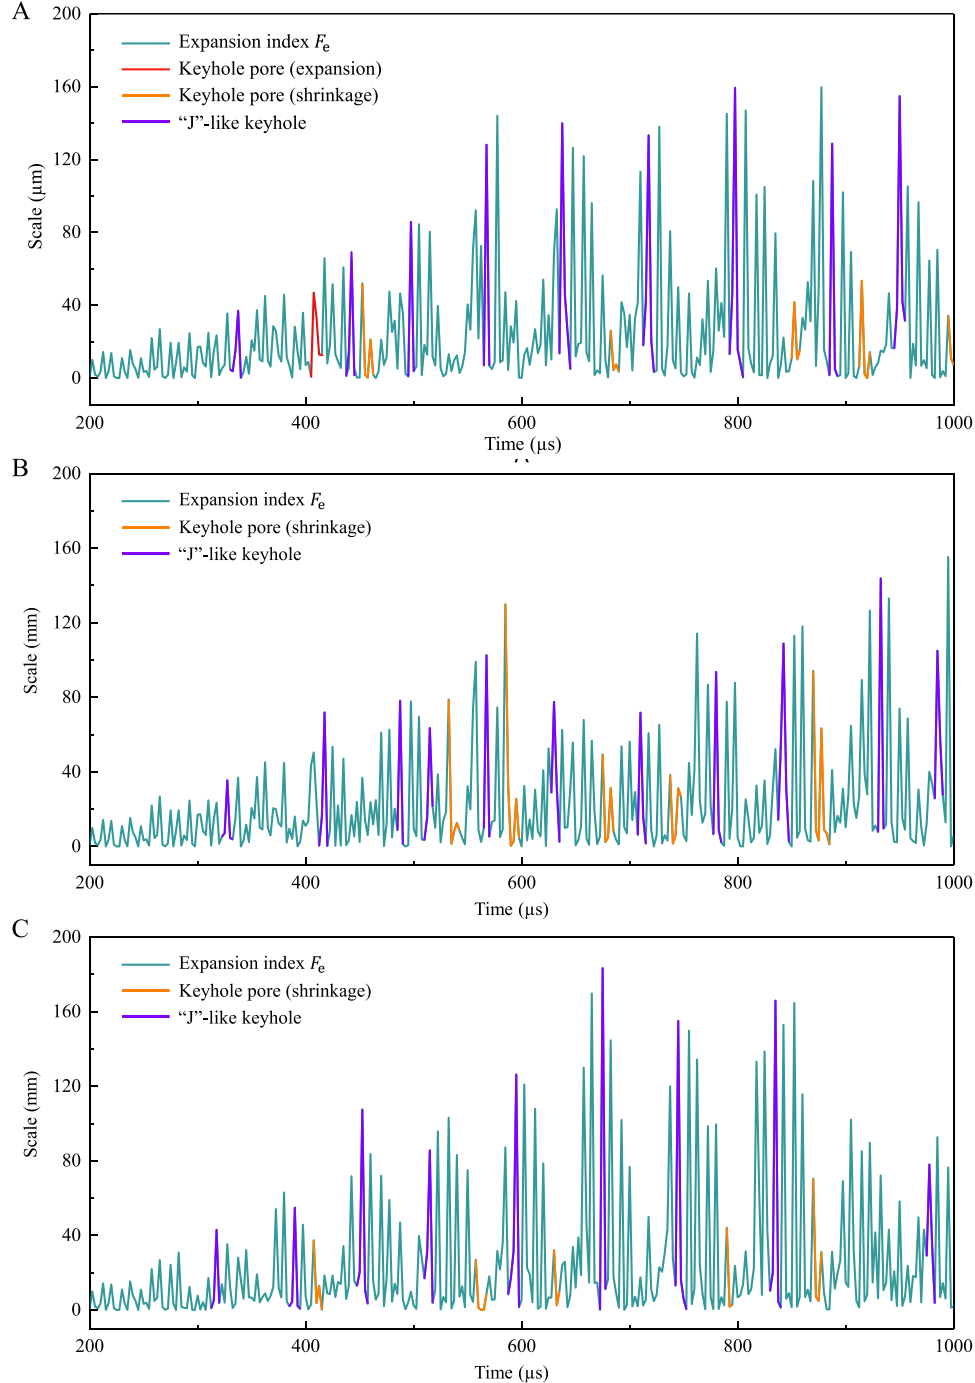 A
200
160
120
80
40
0
Scale (µm)
Expansion index Fe
Keyhole pore (expansion)
Keyhole pore (shrinkage)
“J”-like keyhole
200 400 600 800 1000
Time (µs)
B
200
160
120
80
40
0
Scale (mm)
Expansion index Fe
Keyhole pore (shrinkage)
“J”-like keyhole
200 400 600 800 1000
Time (µs)
C
200
160
120
80
40
0
Scale (mm)
Expansion index Fe
Keyhole pore (shrinkage)
“J”-like keyhole
200 400 600 800 1000
Time (µs)